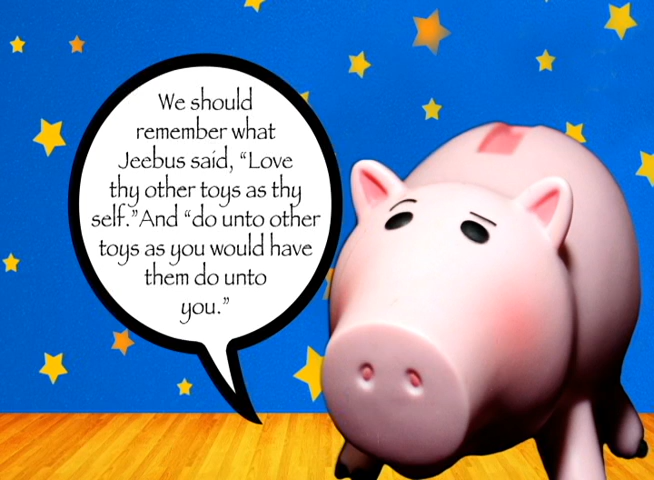 We should
remember what
Jeebus said, “Love
thy other toys as thy
self.”And “do unto other
toys as you would have
them do unto
you.”